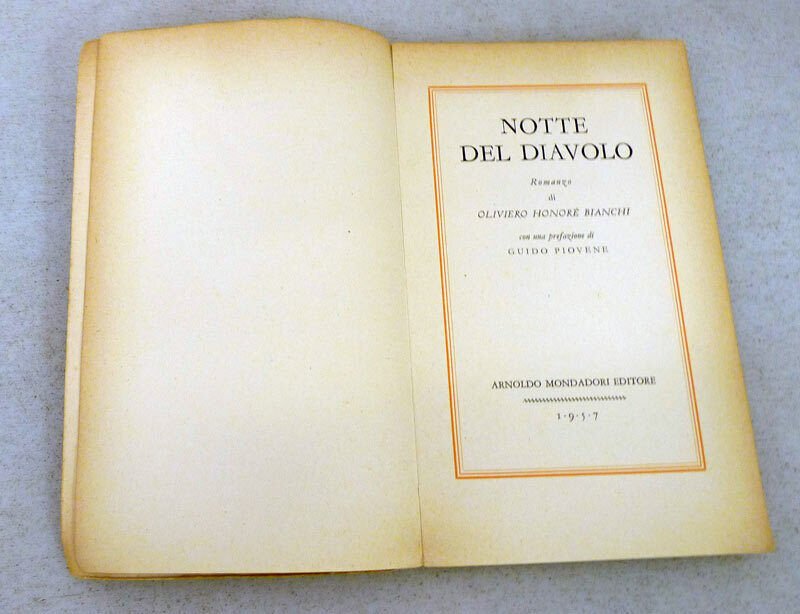 NOTTE
DEL DIAVOLO
Romanzo
di
OLIVIERO HONORÉ BIANCHI
con una prefazione di
GUIDO PIOVENE
ARNOLDO MONDADORI EDITORE
1·9·5·7